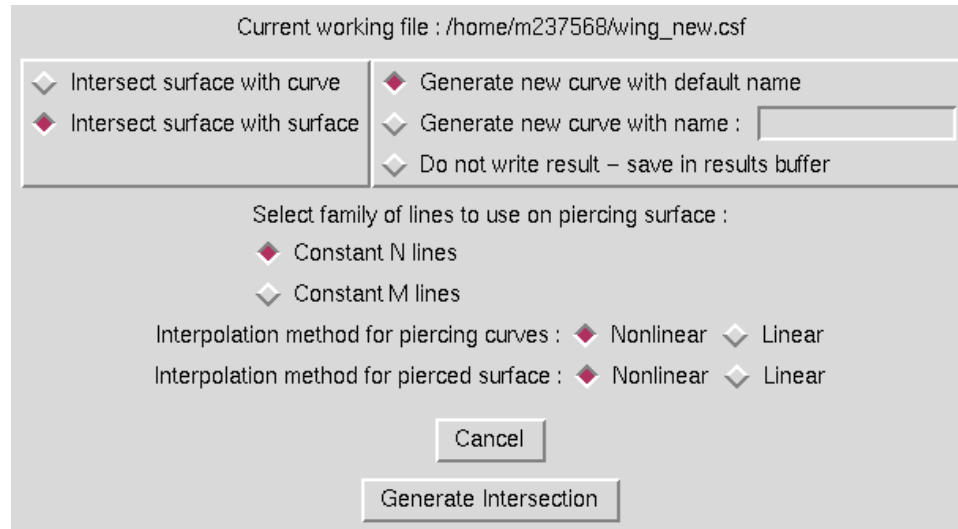 Current working file : /home/m237568/wing_new.csf
Intersect surface with curve
Intersect surface with surface
Generate new curve with default name
Generate new curve with name :
Do not write result – save in results buffer
Select family of lines to use on piercing surface :
Constant N lines
Constant M lines
Interpolation method for piercing curves : Nonlinear Linear
Interpolation method for pierced surface : Nonlinear Linear
Cancel
Generate Intersection